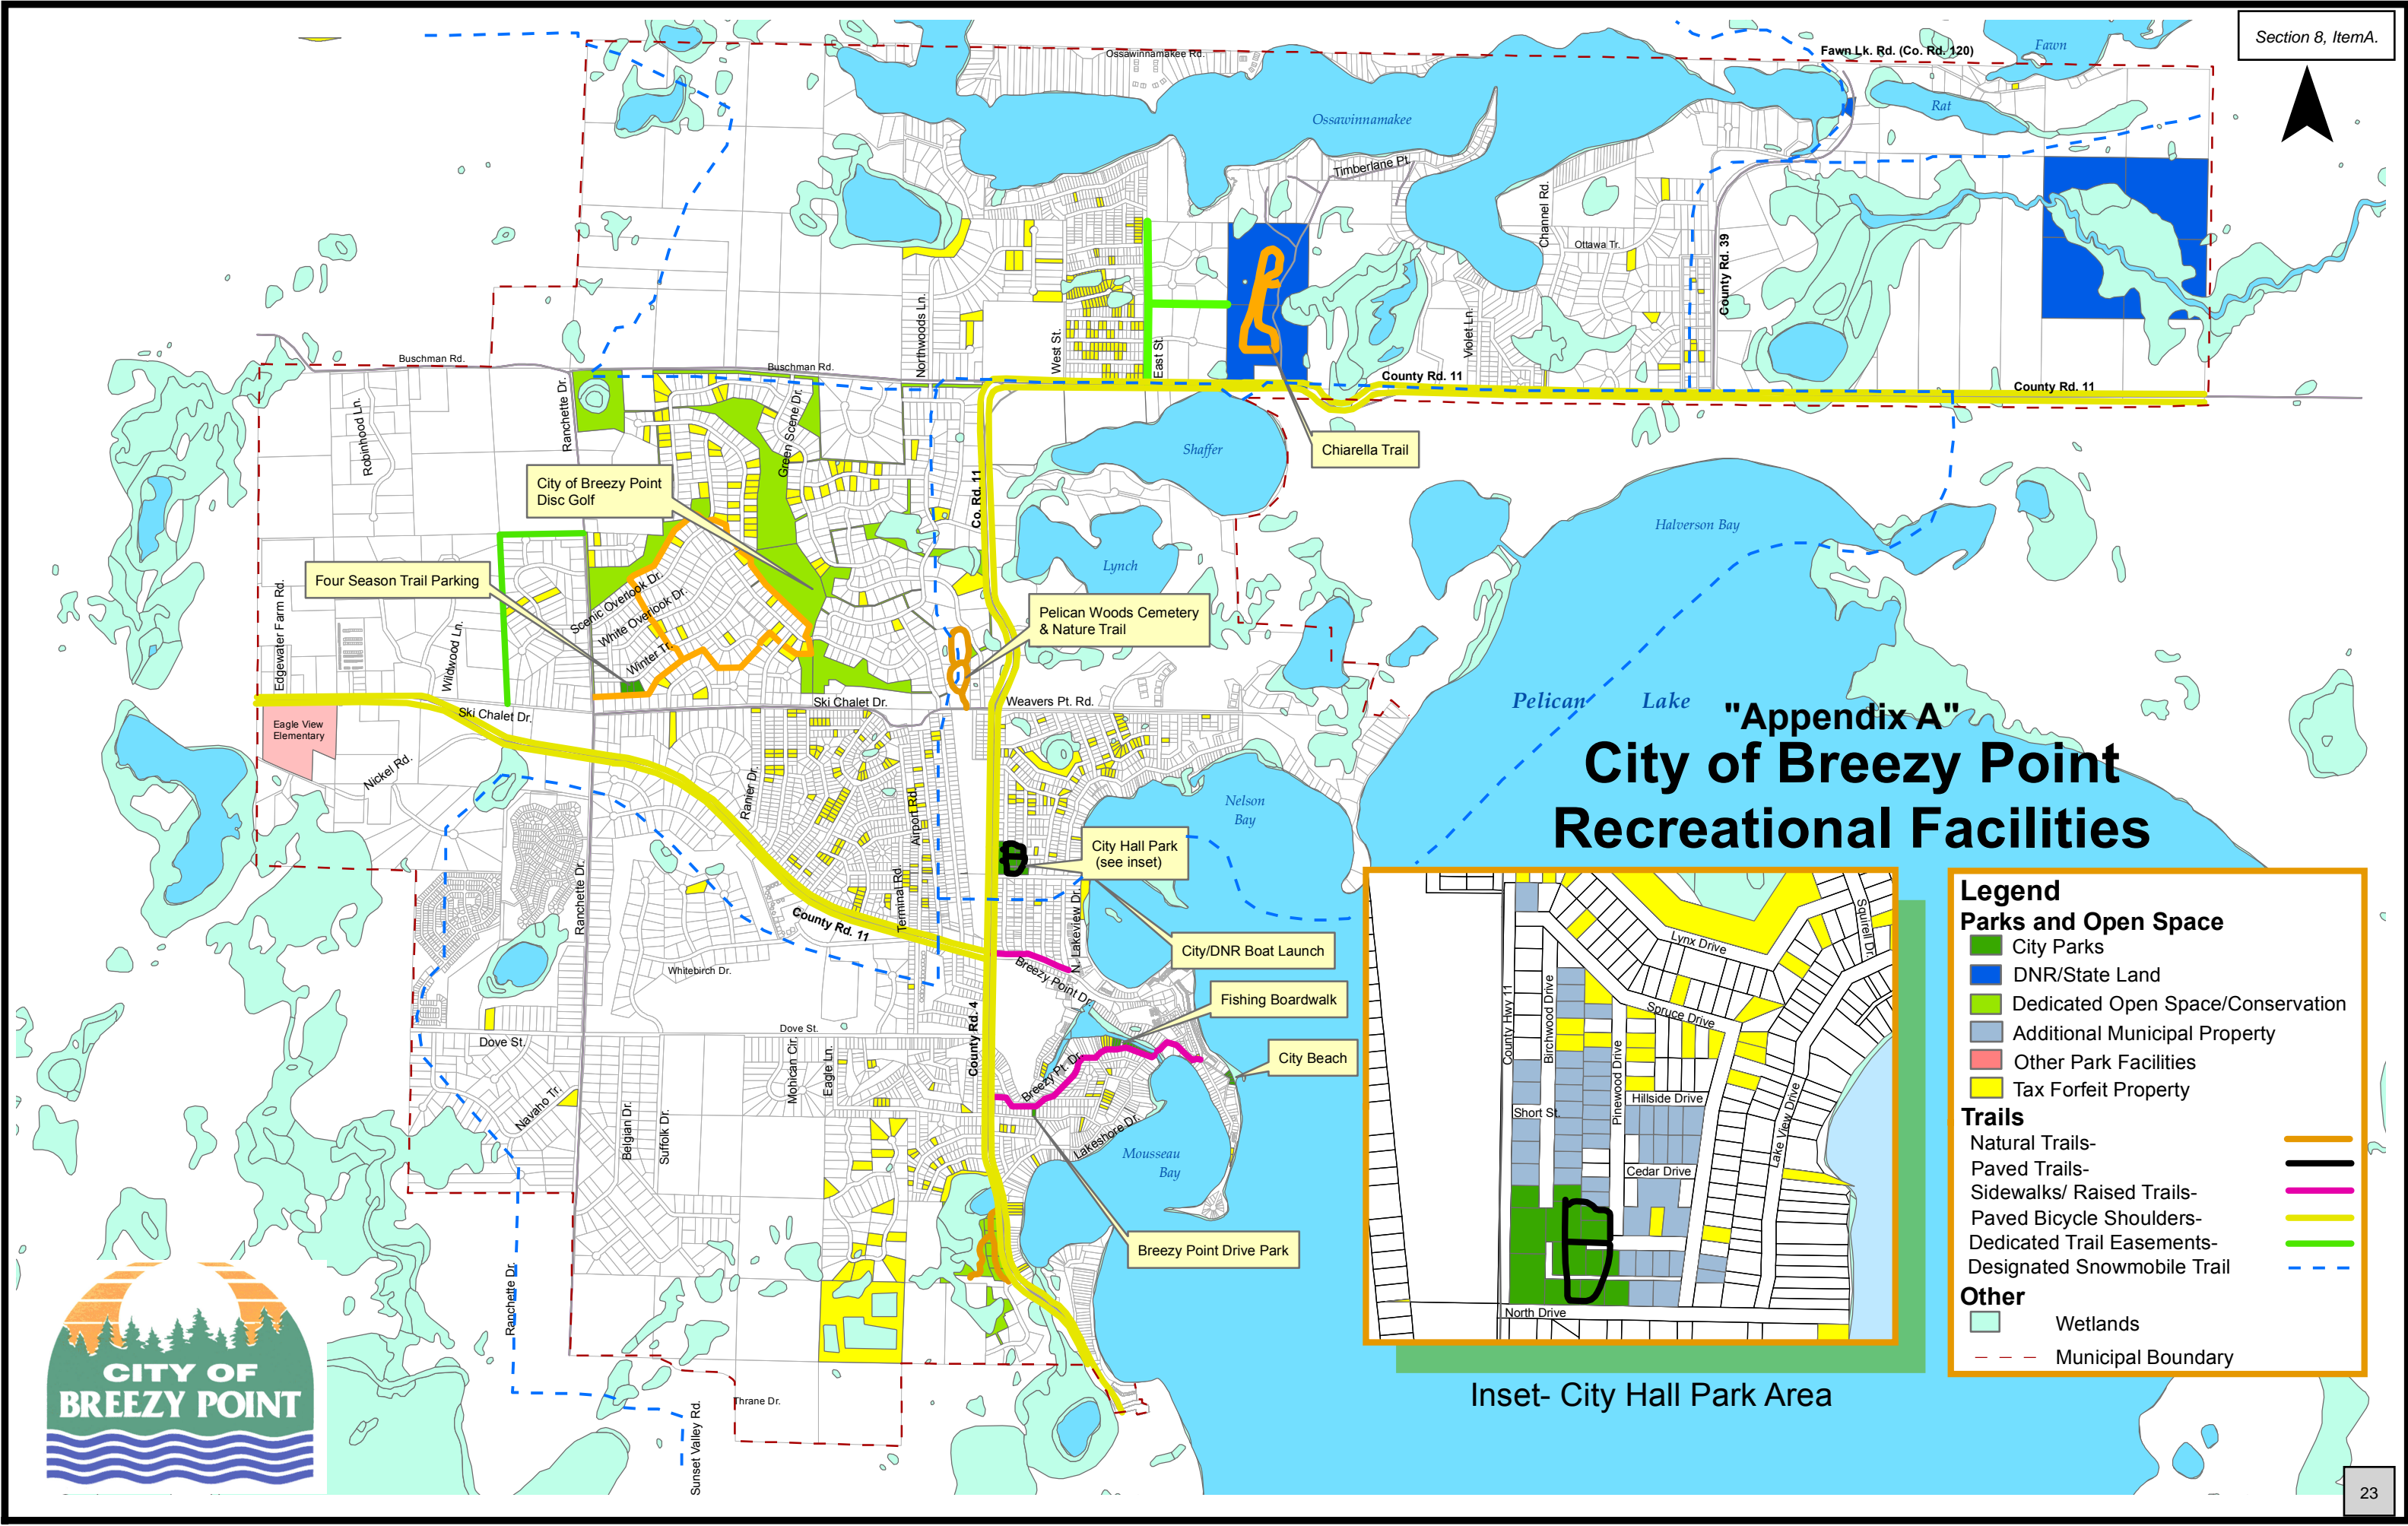 Section 8, ItemA.
Fawn Lk. Rd. (Co. Rd. 120)
Fawn
Ossawinnamakee Rd.
Rat
Ossawinnamakee
Timberlane Pt.
Channel Rd.
Ottawa Tr.
County Rd. 39
Northwoods Ln.
West St.
East St.
Violet Ln.
Buschman Rd.
Buschman Rd.
County Rd. 11
County Rd. 11
Robinhood Ln.
Ranchette Dr.
Green Scene Dr.
Shaffer
Chiarella Trail
City of Breezy Point
Disc Golf
Co. Rd. 11
Halverson Bay
Lynch
Four Season Trail Parking
Scenic Overlook Dr.
White Overlook Dr.
Winter Tr.
Pelican Woods Cemetery
& Nature Trail
Edgewater Farm Rd.
Wildwood Ln.
Ski Chalet Dr.
Ski Chalet Dr.
Weavers Pt. Rd.
Pelican Lake
Eagle View
Elementary
Nickel Rd.
"Appendix A"
City of Breezy Point
Recreational Facilities
Ranier Dr.
Airport Rd.
Nelson
Bay
City Hall Park
(see inset)
Ranchette Dr.
Terminal Rd.
County Rd. 11
N. Lakeview Dr.
City/DNR Boat Launch
Whitebirch Dr.
Breezy Point Dr.
Fishing Boardwalk
Dove St.
Dove St.
County Rd. 4
City Beach
Mohican Cir.
Eagle Ln.
Breezy Pt. Dr.
Navaho Tr.
Belgian Dr.
Suffolk Dr.
Lakeshore Dr.
Mousseau
Bay
Breezy Point Drive Park
Ranchette Dr.
Thrane Dr.
Sunset Valley Rd.
CITY OF
BREEZY POINT
Lynx Drive
Squirrel Dr.
County Hwy 11
Birchwood Drive
Spruce Drive
Pinewood Drive
Hillside Drive
Short St.
Lake View Drive
Cedar Drive
North Drive
Inset- City Hall Park Area
Legend
Parks and Open Space
City Parks
DNR/State Land
Dedicated Open Space/Conservation
Additional Municipal Property
Other Park Facilities
Tax Forfeit Property
Trails
Natural Trails-
Paved Trails-
Sidewalks/ Raised Trails-
Paved Bicycle Shoulders-
Dedicated Trail Easements-
Designated Snowmobile Trail
Other
Wetlands
Municipal Boundary
23